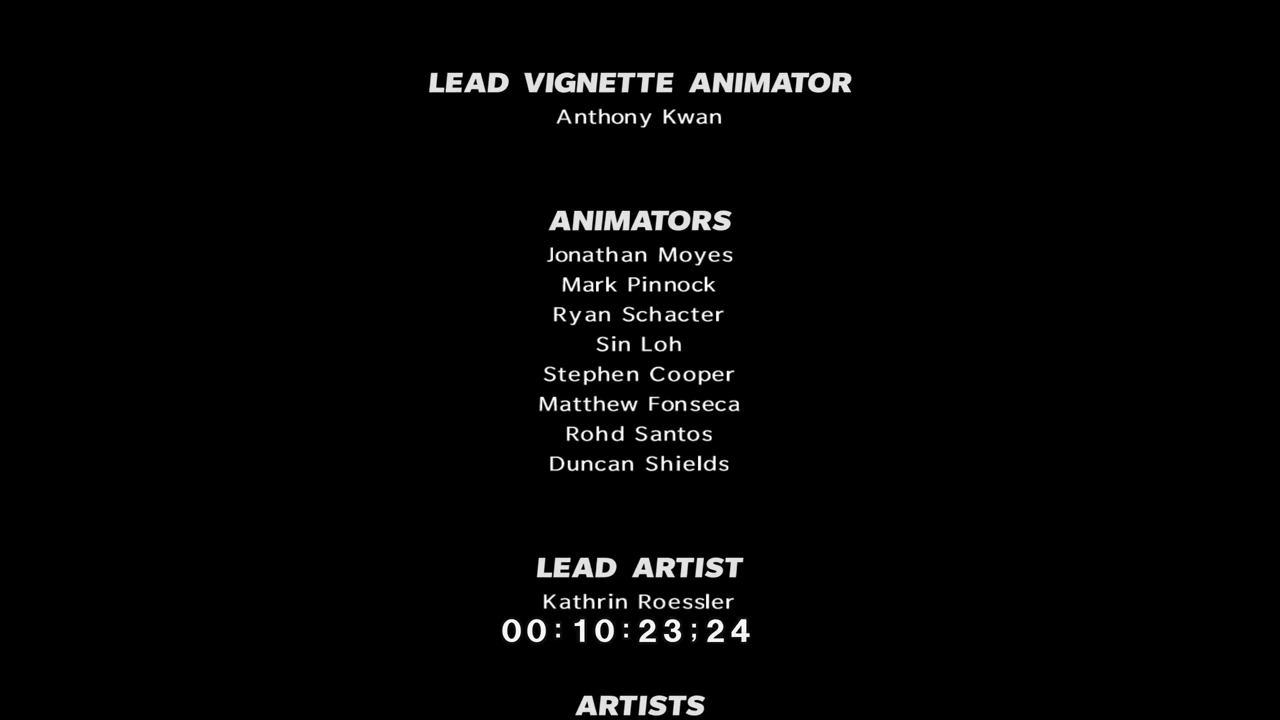 LEAD VIGNETTE ANIMATOR
Anthony Kwan
ANIMATORS
Jonathan Moyes
Mark Pinnock
Ryan Schacter
Sin Loh
Stephen Cooper
Matthew Fonseca
Rohd Santos
Duncan Shields
LEAD ARTIST
Kathrin Roessler
00:10:23;24
ARTISTS